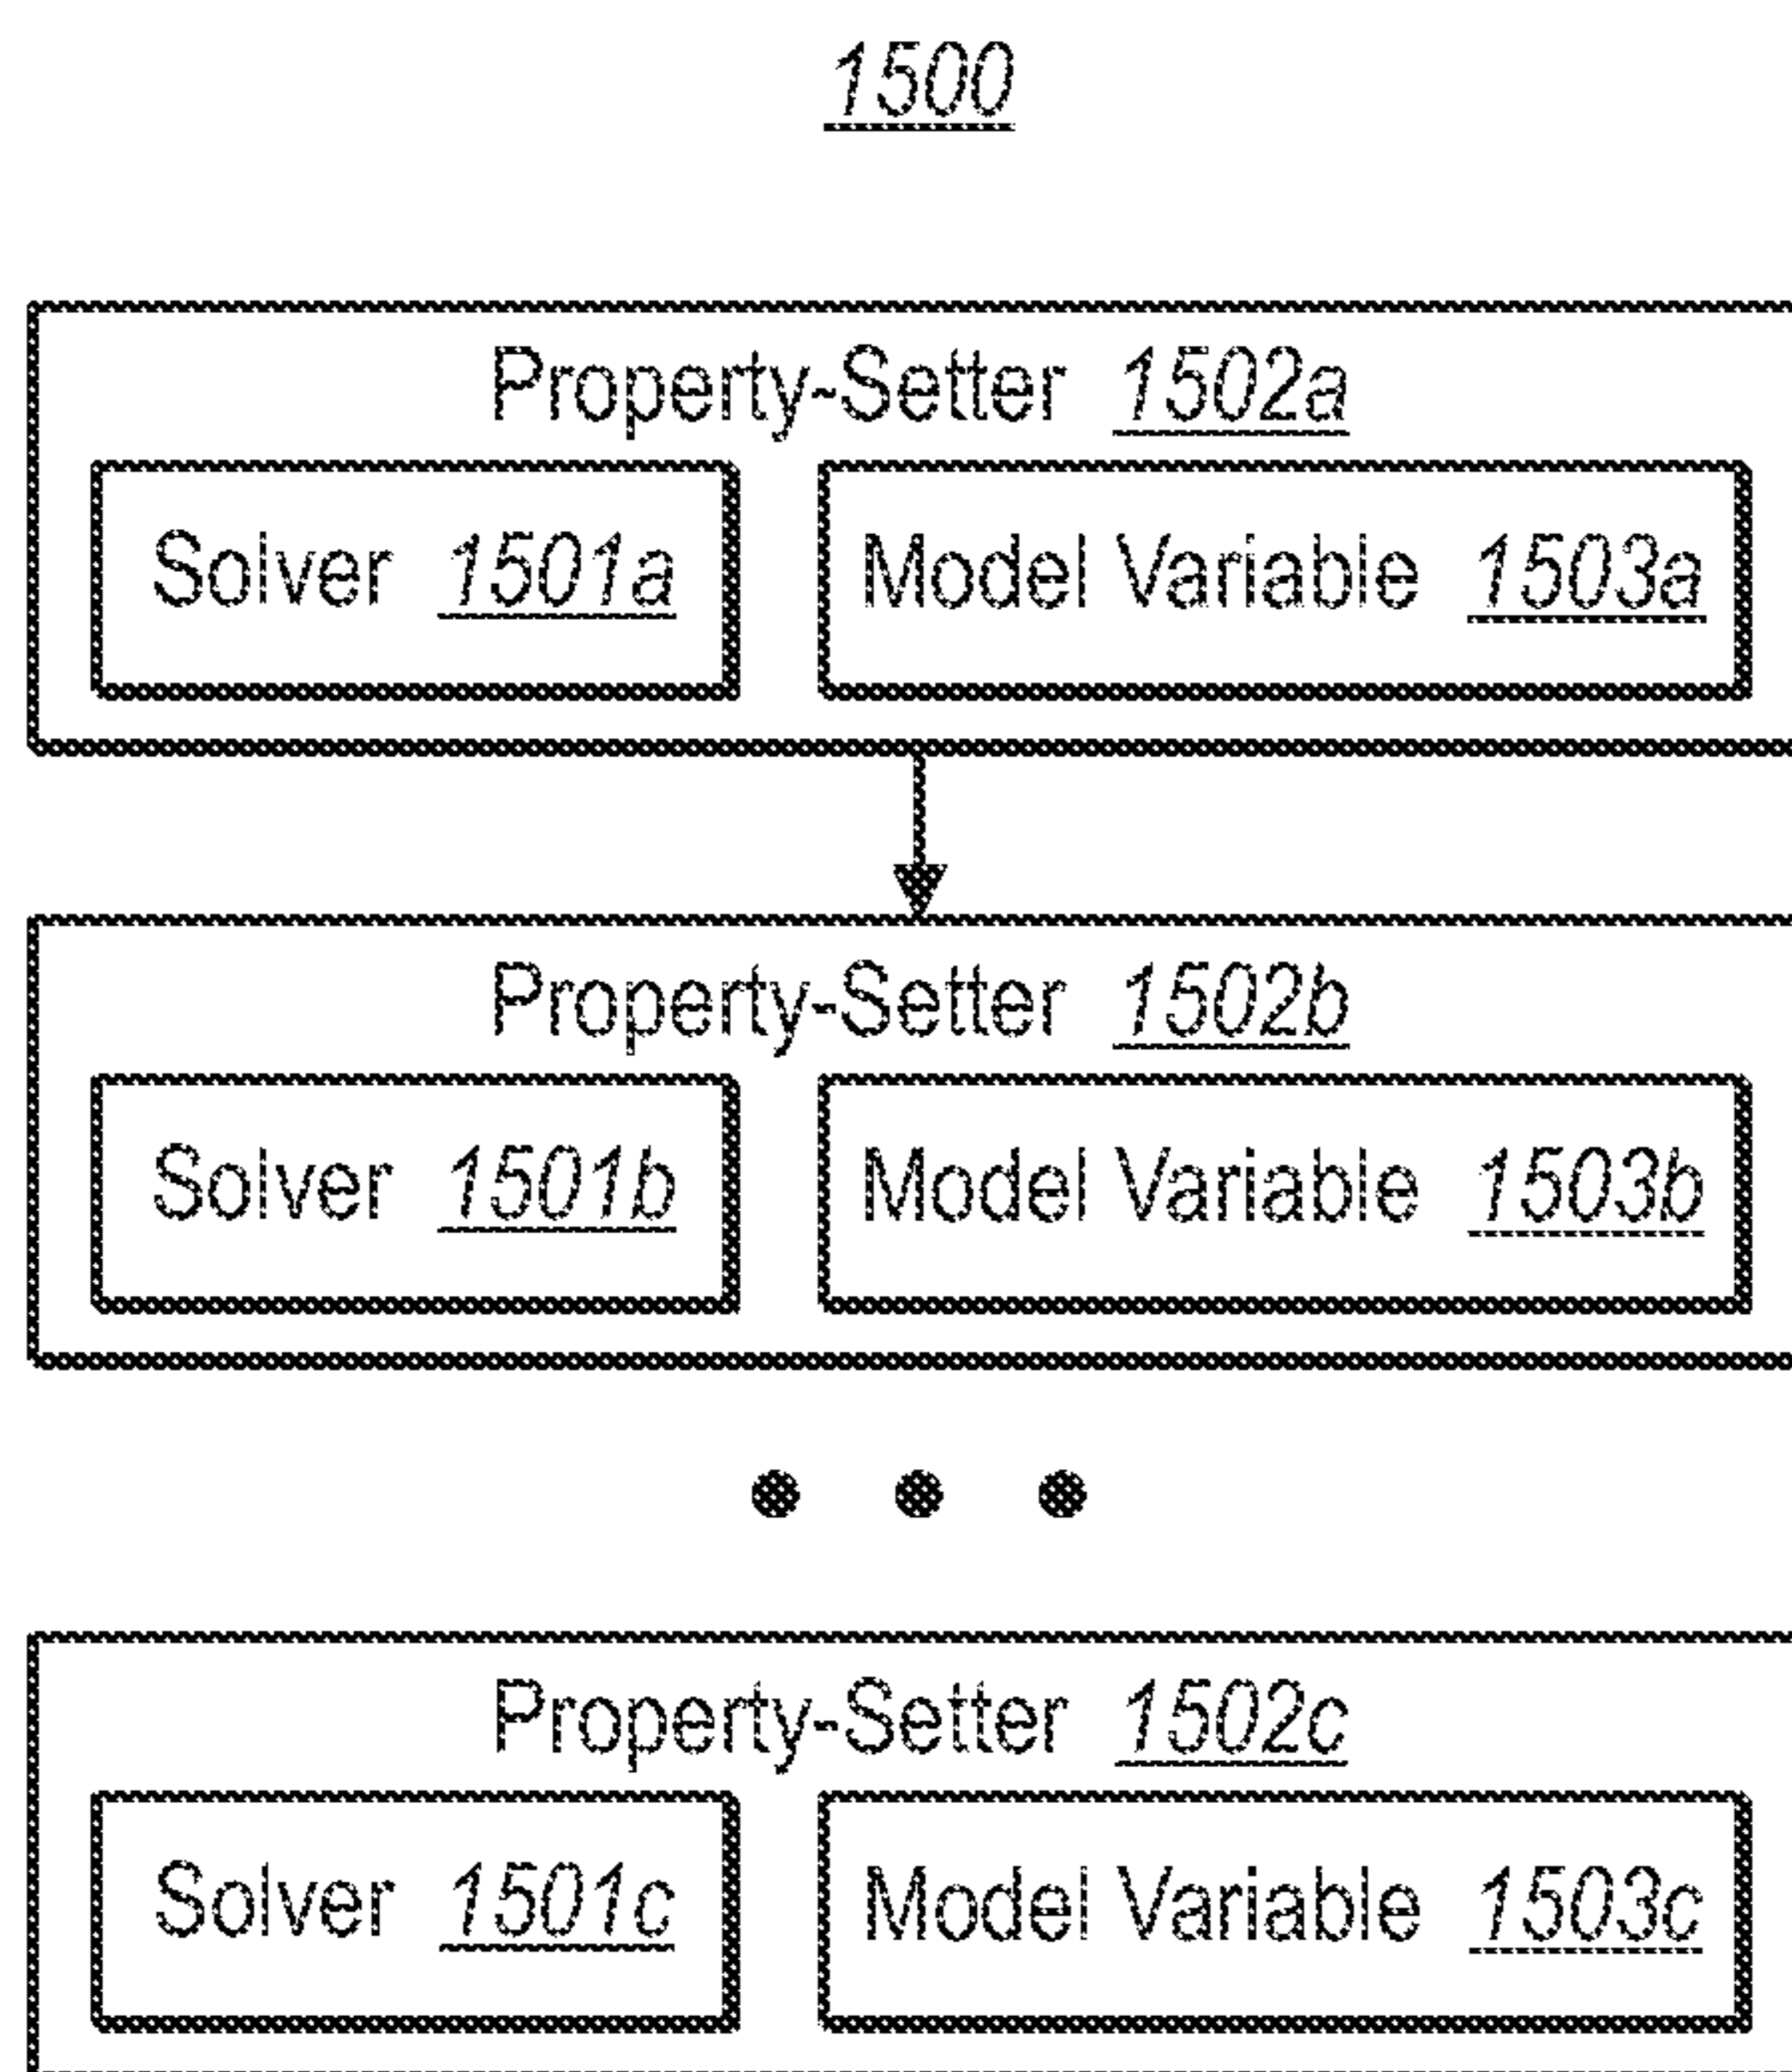 1500
Property-Setter 1502a
Solver 1501a
Model Variable 1503a
Property-Setter 1502b
Solver 1501b
Model Variable 1503b
Property-Setter 1502c
Solver 1501c
Model Variable 1503c